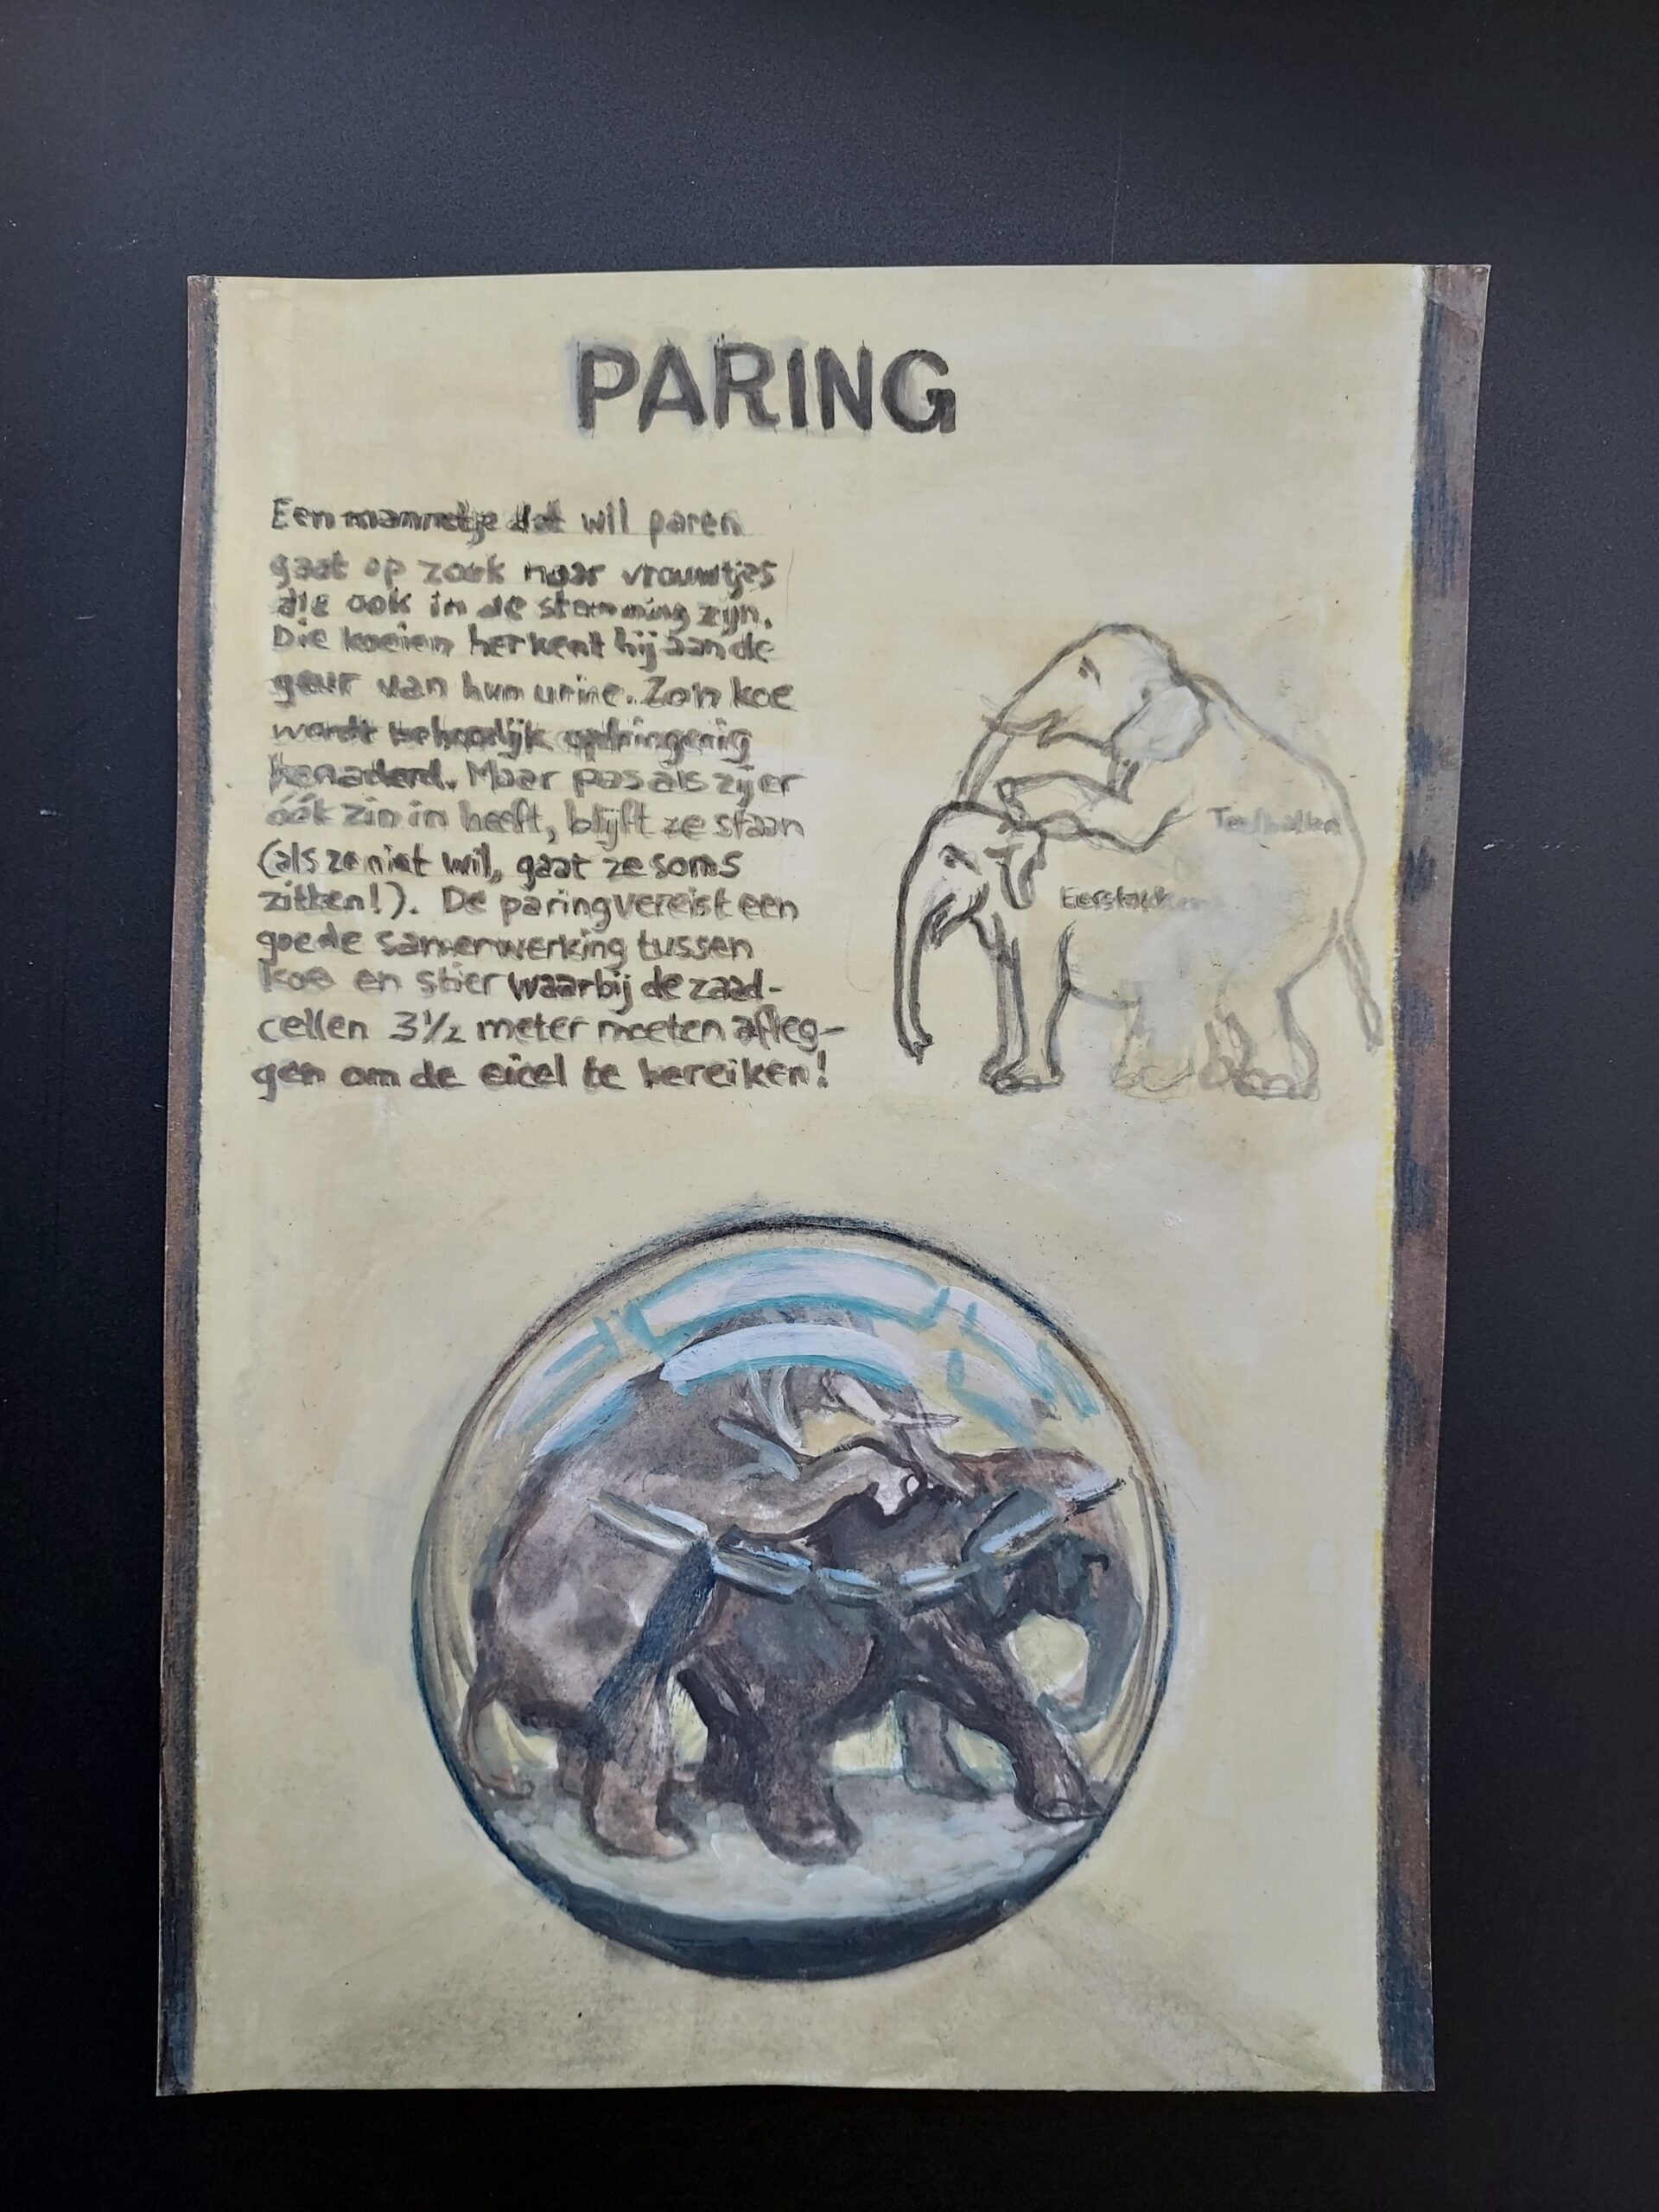 PARING
Een mannetje dat wil paren
gaat op zoek naar vrouwtjes
die ook in de stemming zijn.
Die koeien herkent hij aan de
geur van hun urine. Zo'n koe
wordt behoorlijk opdringerig
benaderd. Maar pas als zij er
óók zin in heeft, blijft ze staan
(als ze niet wil, gaat ze soms
zitten!). De paring vereist een
goede samenwerking tussen
koe en stier waarbij de zaad-
cellen 3½ meter moeten afleg-
gen om de eicel te bereiken!
Teelballen
Eierstokken